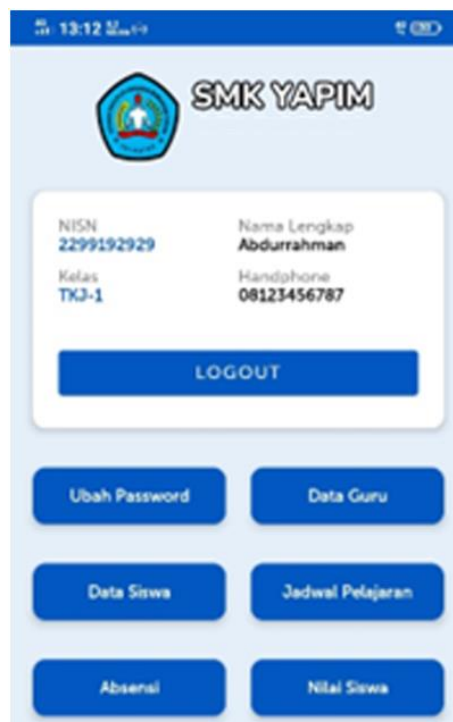 13:12
SMK YAPIM
NISN Nama Lengkap
2299192929 Abdurrahman
Kelas Handphone
TKJ-1 08123456787
LOGOUT
Ubah Password Data Guru
Data Siswa Jadwal Pelajaran
Absensi Nilai Siswa